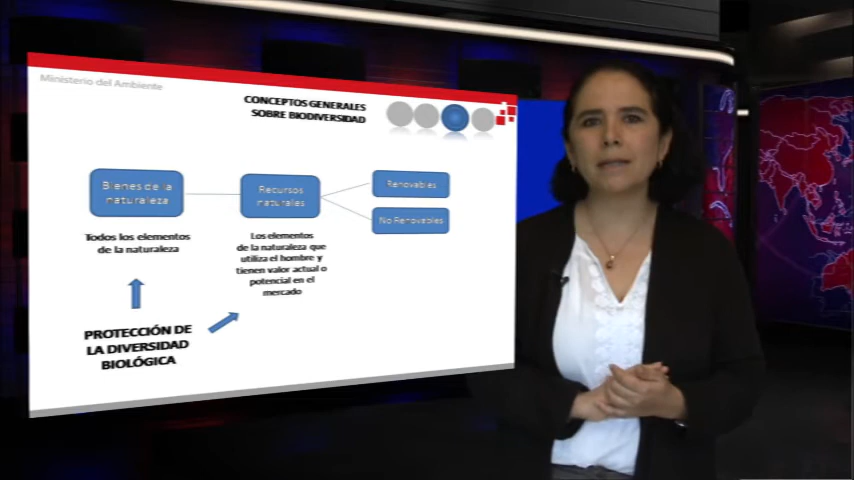 Ministerio del Ambiente
CONCEPTOS GENERALES
SOBRE BIODIVERSIDAD
Bienes de la
naturaleza
Recursos
naturales
Renovables
No Renovables
Todos los elementos
de la naturaleza
Los elementos
de la naturaleza que
utiliza el hombre y
tienen valor actual o
potencial en el
mercado
PROTECCIÓN DE
LA DIVERSIDAD
BIOLÓGICA